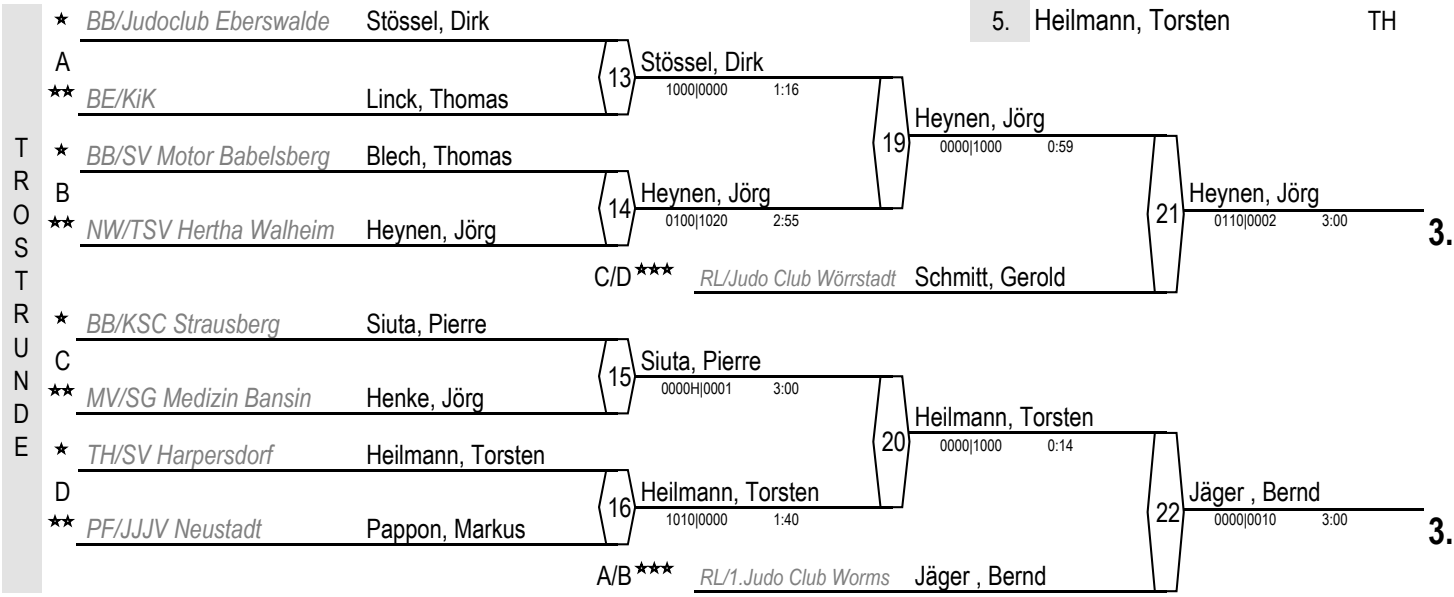 5. Heilmann, Torsten TH
TROSTRUNDE
★ BB/Judoclub Eberswalde Stössel, Dirk
A
★★ BE/KiK Linck, Thomas
13 Stössel, Dirk
1000|0000 1:16
★ BB/SV Motor Babelsberg Blech, Thomas
B
★★ NW/TSV Hertha Walheim Heynen, Jörg
14 Heynen, Jörg
0100|1020 2:55
19 Heynen, Jörg
0000|1000 0:59
C/D ★★★ RL/Judo Club Wörrstadt Schmitt, Gerold
21 Heynen, Jörg
0110|0002 3:00
3.
★ BB/KSC Strausberg Siuta, Pierre
C
★★ MV/SG Medizin Bansin Henke, Jörg
15 Siuta, Pierre
0000H|0001 3:00
★ TH/SV Harpersdorf Heilmann, Torsten
D
★★ PF/JJJV Neustadt Pappon, Markus
16 Heilmann, Torsten
1010|0000 1:40
20 Heilmann, Torsten
0000|1000 0:14
A/B ★★★ RL/1.Judo Club Worms Jäger , Bernd
22 Jäger , Bernd
0000|0010 3:00
3.